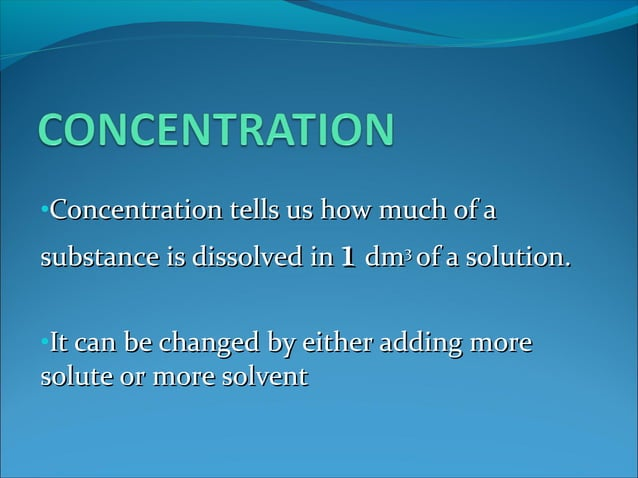 CONCENTRATION
•Concentration tells us how much of a
substance is dissolved in 1 dm³ of a solution.
•It can be changed by either adding more
solute or more solvent